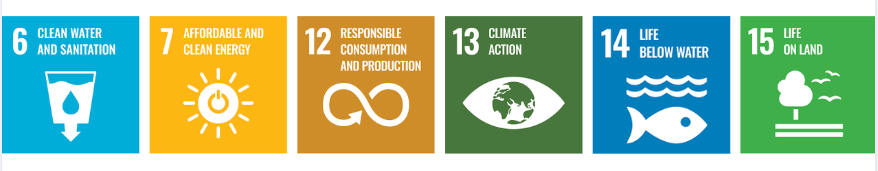 6 CLEAN WATER
AND SANITATION
7 AFFORDABLE AND
CLEAN ENERGY
12 RESPONSIBLE
CONSUMPTION
AND PRODUCTION
13 CLIMATE
ACTION
14 LIFE
BELOW WATER
15 LIFE
ON LAND